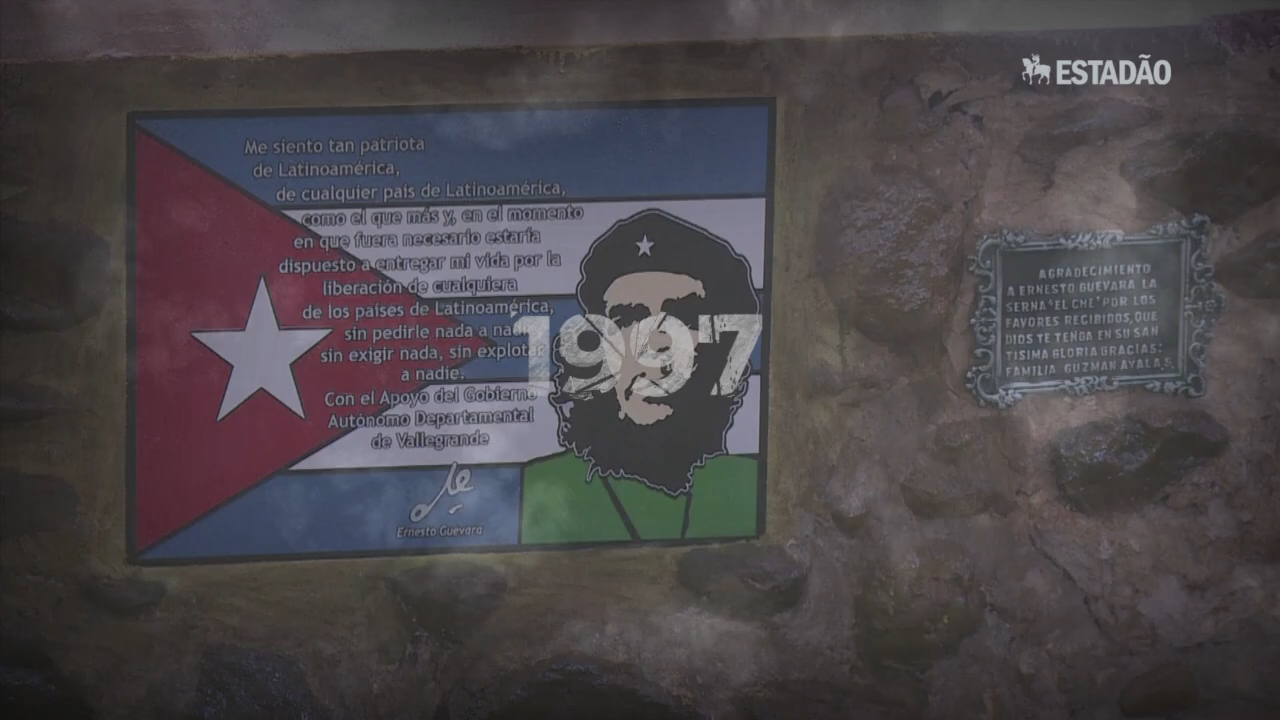 ESTADÃO
Me siento tan patriota
de Latinoamérica,
de cualquier país de Latinoamérica,
como el que más y, en el momento
en que fuera necesario estaría
dispuesto a entregar mi vida por la
liberación de cualquiera
de los países de Latinoamérica,
sin pedirle nada a nadie,
sin exigir nada, sin explotar
a nadie.
Con el Apoyo del Gobierno
Autónomo Departamental
de Vallegrande
Che
Ernesto Guevara
1997
AGRADECIMIENTO
A ERNESTO GUEVARA LA
SERNA "EL CHE" POR LOS
FAVORES RECIBIDOS, QUE
DIOS TE TENGA EN SU SAN
TISIMA GLORIA GRACIAS:
FAMILIA GUZMAN AYALA